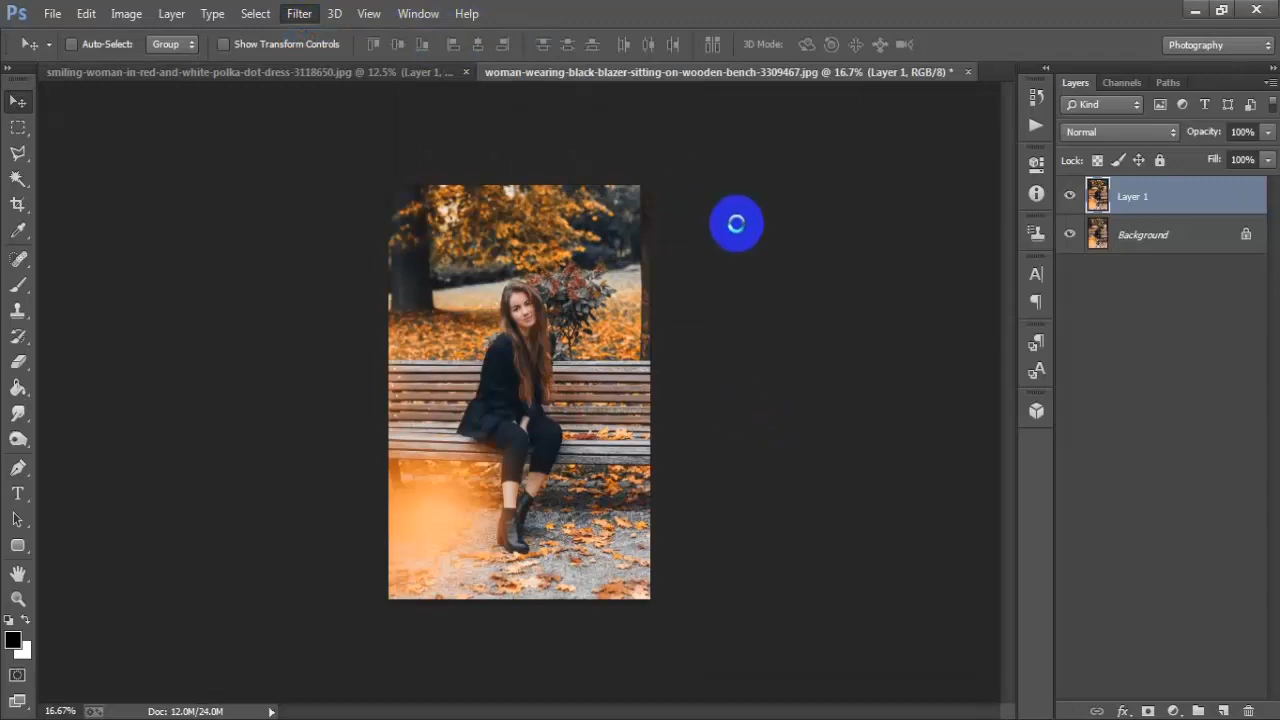 Ps File Edit Image Layer Type Select Filter 3D View Window Help
Auto-Select: Group Show Transform Controls 3D Mode: Photography
smiling-woman-in-red-and-white-polka-dot-dress-3118650.jpg @ 12.5% (Layer 1, ... × woman-wearing-black-blazer-sitting-on-wooden-bench-3309467.jpg @ 16.7% (Layer 1, RGB/8) * ×
Layers Channels Paths
Kind
Normal Opacity: 100%
Lock: Fill: 100%
Layer 1
Background
16.67% Doc: 12.0M/24.0M